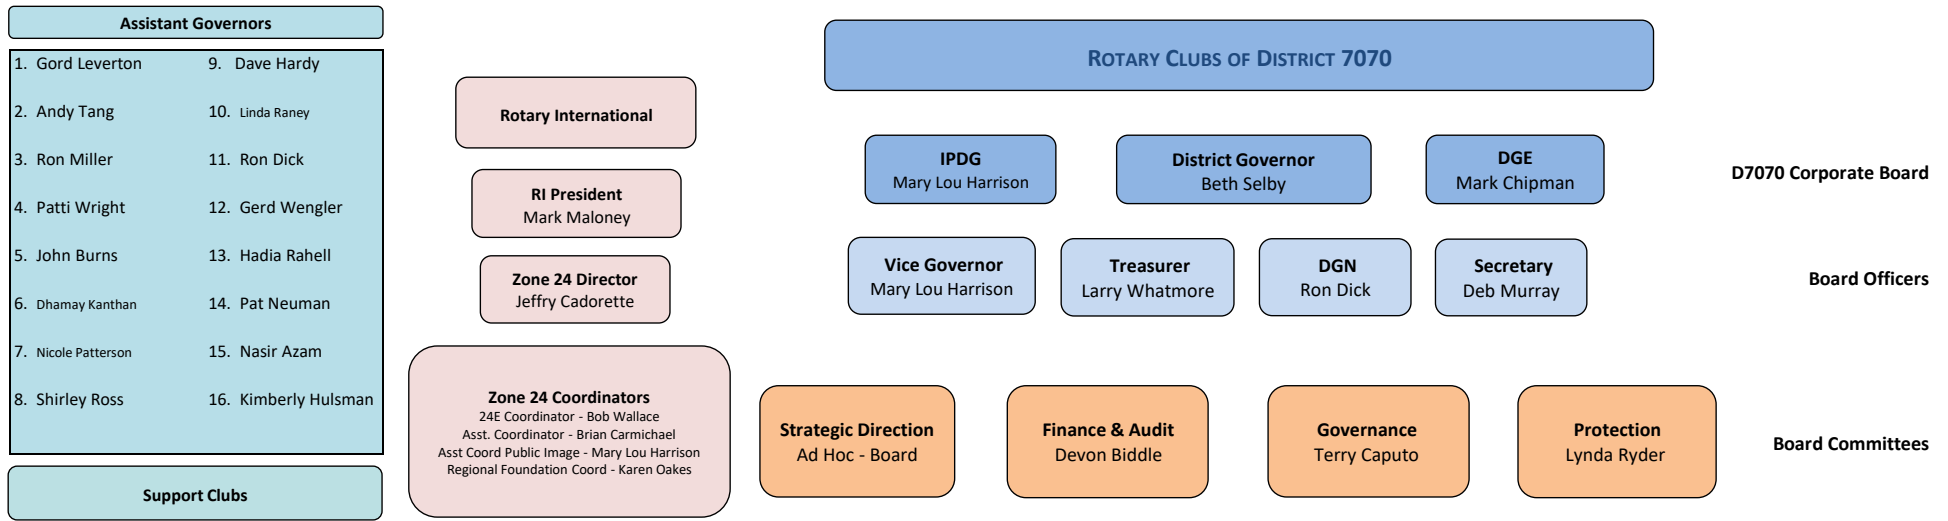 Assistant Governors
1. Gord Leverton
2. Andy Tang
3. Ron Miller
4. Patti Wright
5. John Burns
6. Dhamay Kanthan
7. Nicole Patterson
8. Shirley Ross
9. Dave Hardy
10. Linda Raney
11. Ron Dick
12. Gerd Wengler
13. Hadia Rahell
14. Pat Neuman
15. Nasir Azam
16. Kimberly Hulsman
Support Clubs
Rotary International
RI President
Mark Maloney
Zone 24 Director
Jeffry Cadorette
Zone 24 Coordinators
24E Coordinator - Bob Wallace
Asst. Coordinator - Brian Carmichael
Asst Coord Public Image - Mary Lou Harrison
Regional Foundation Coord - Karen Oakes
ROTARY CLUBS OF DISTRICT 7070
IPDG
Mary Lou Harrison
District Governor
Beth Selby
DGE
Mark Chipman
D7070 Corporate Board
Vice Governor
Mary Lou Harrison
Treasurer
Larry Whatmore
DGN
Ron Dick
Secretary
Deb Murray
Board Officers
Strategic Direction
Ad Hoc - Board
Finance & Audit
Devon Biddle
Governance
Terry Caputo
Protection
Lynda Ryder
Board Committees